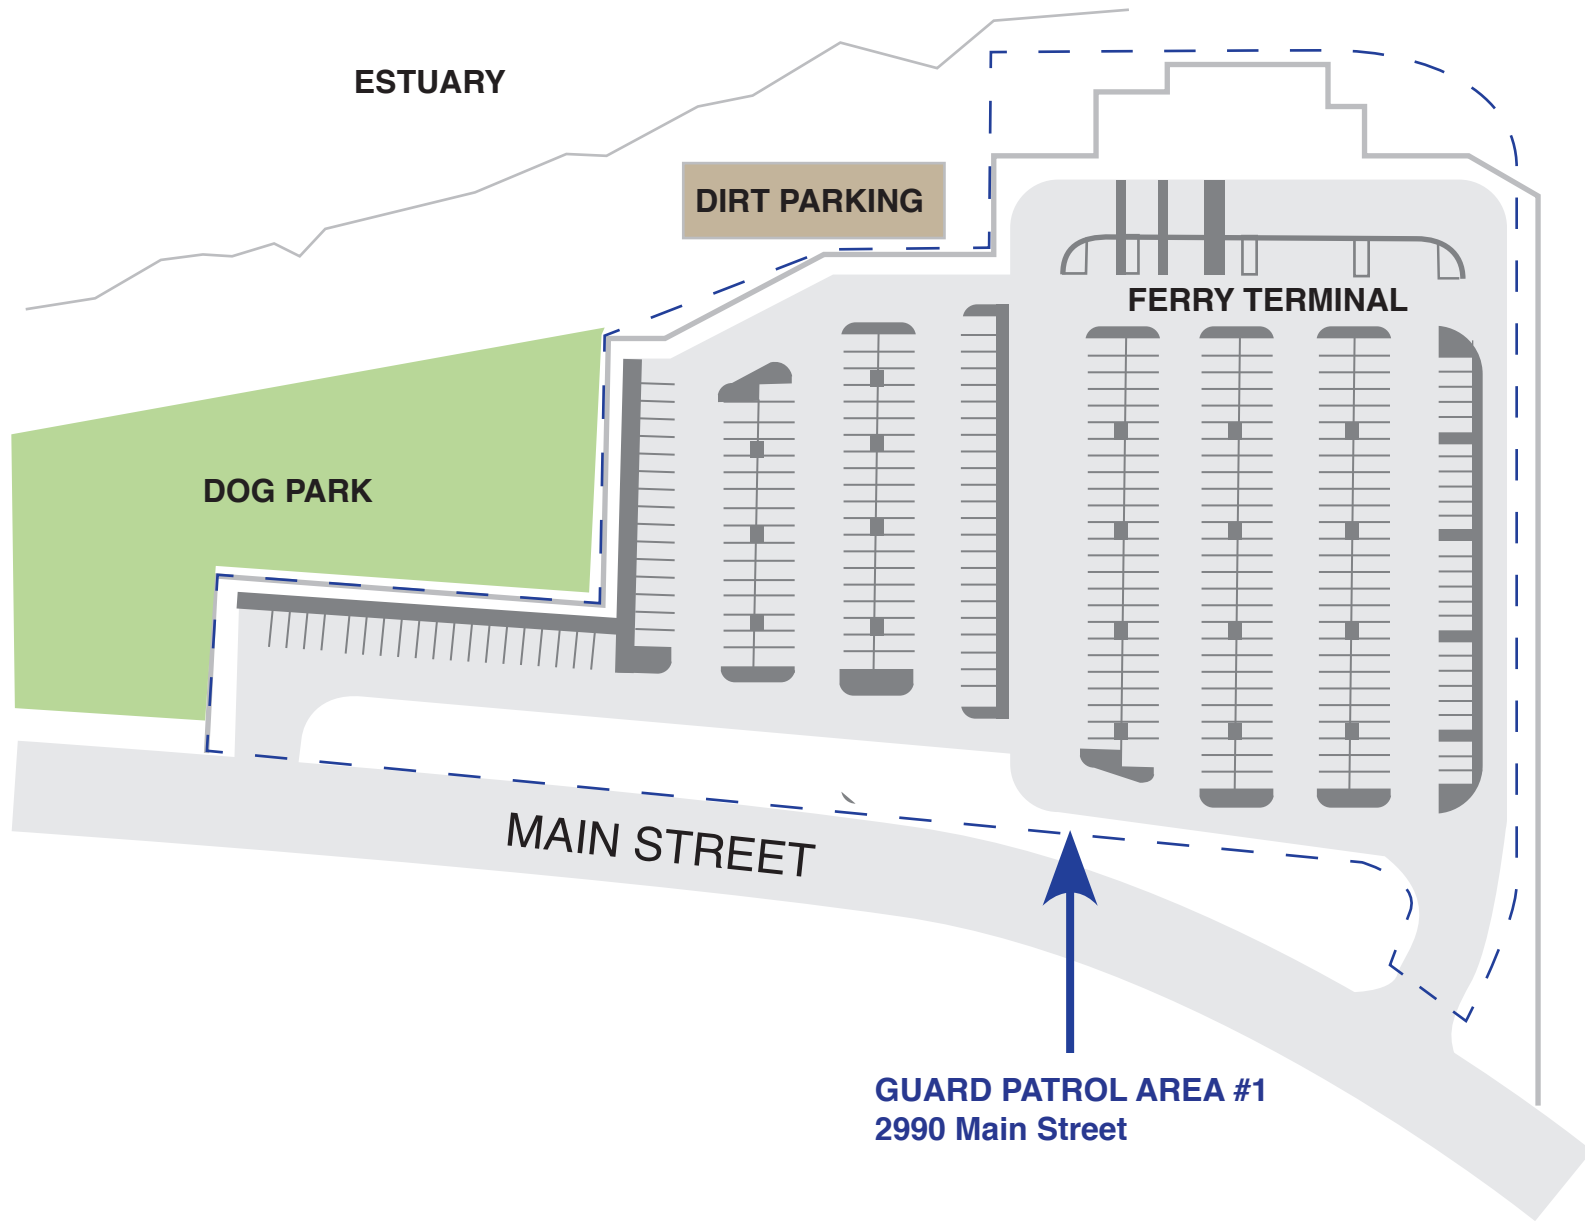 ESTUARY
DIRT PARKING
FERRY TERMINAL
DOG PARK
MAIN STREET
GUARD PATROL AREA #1
2990 Main Street